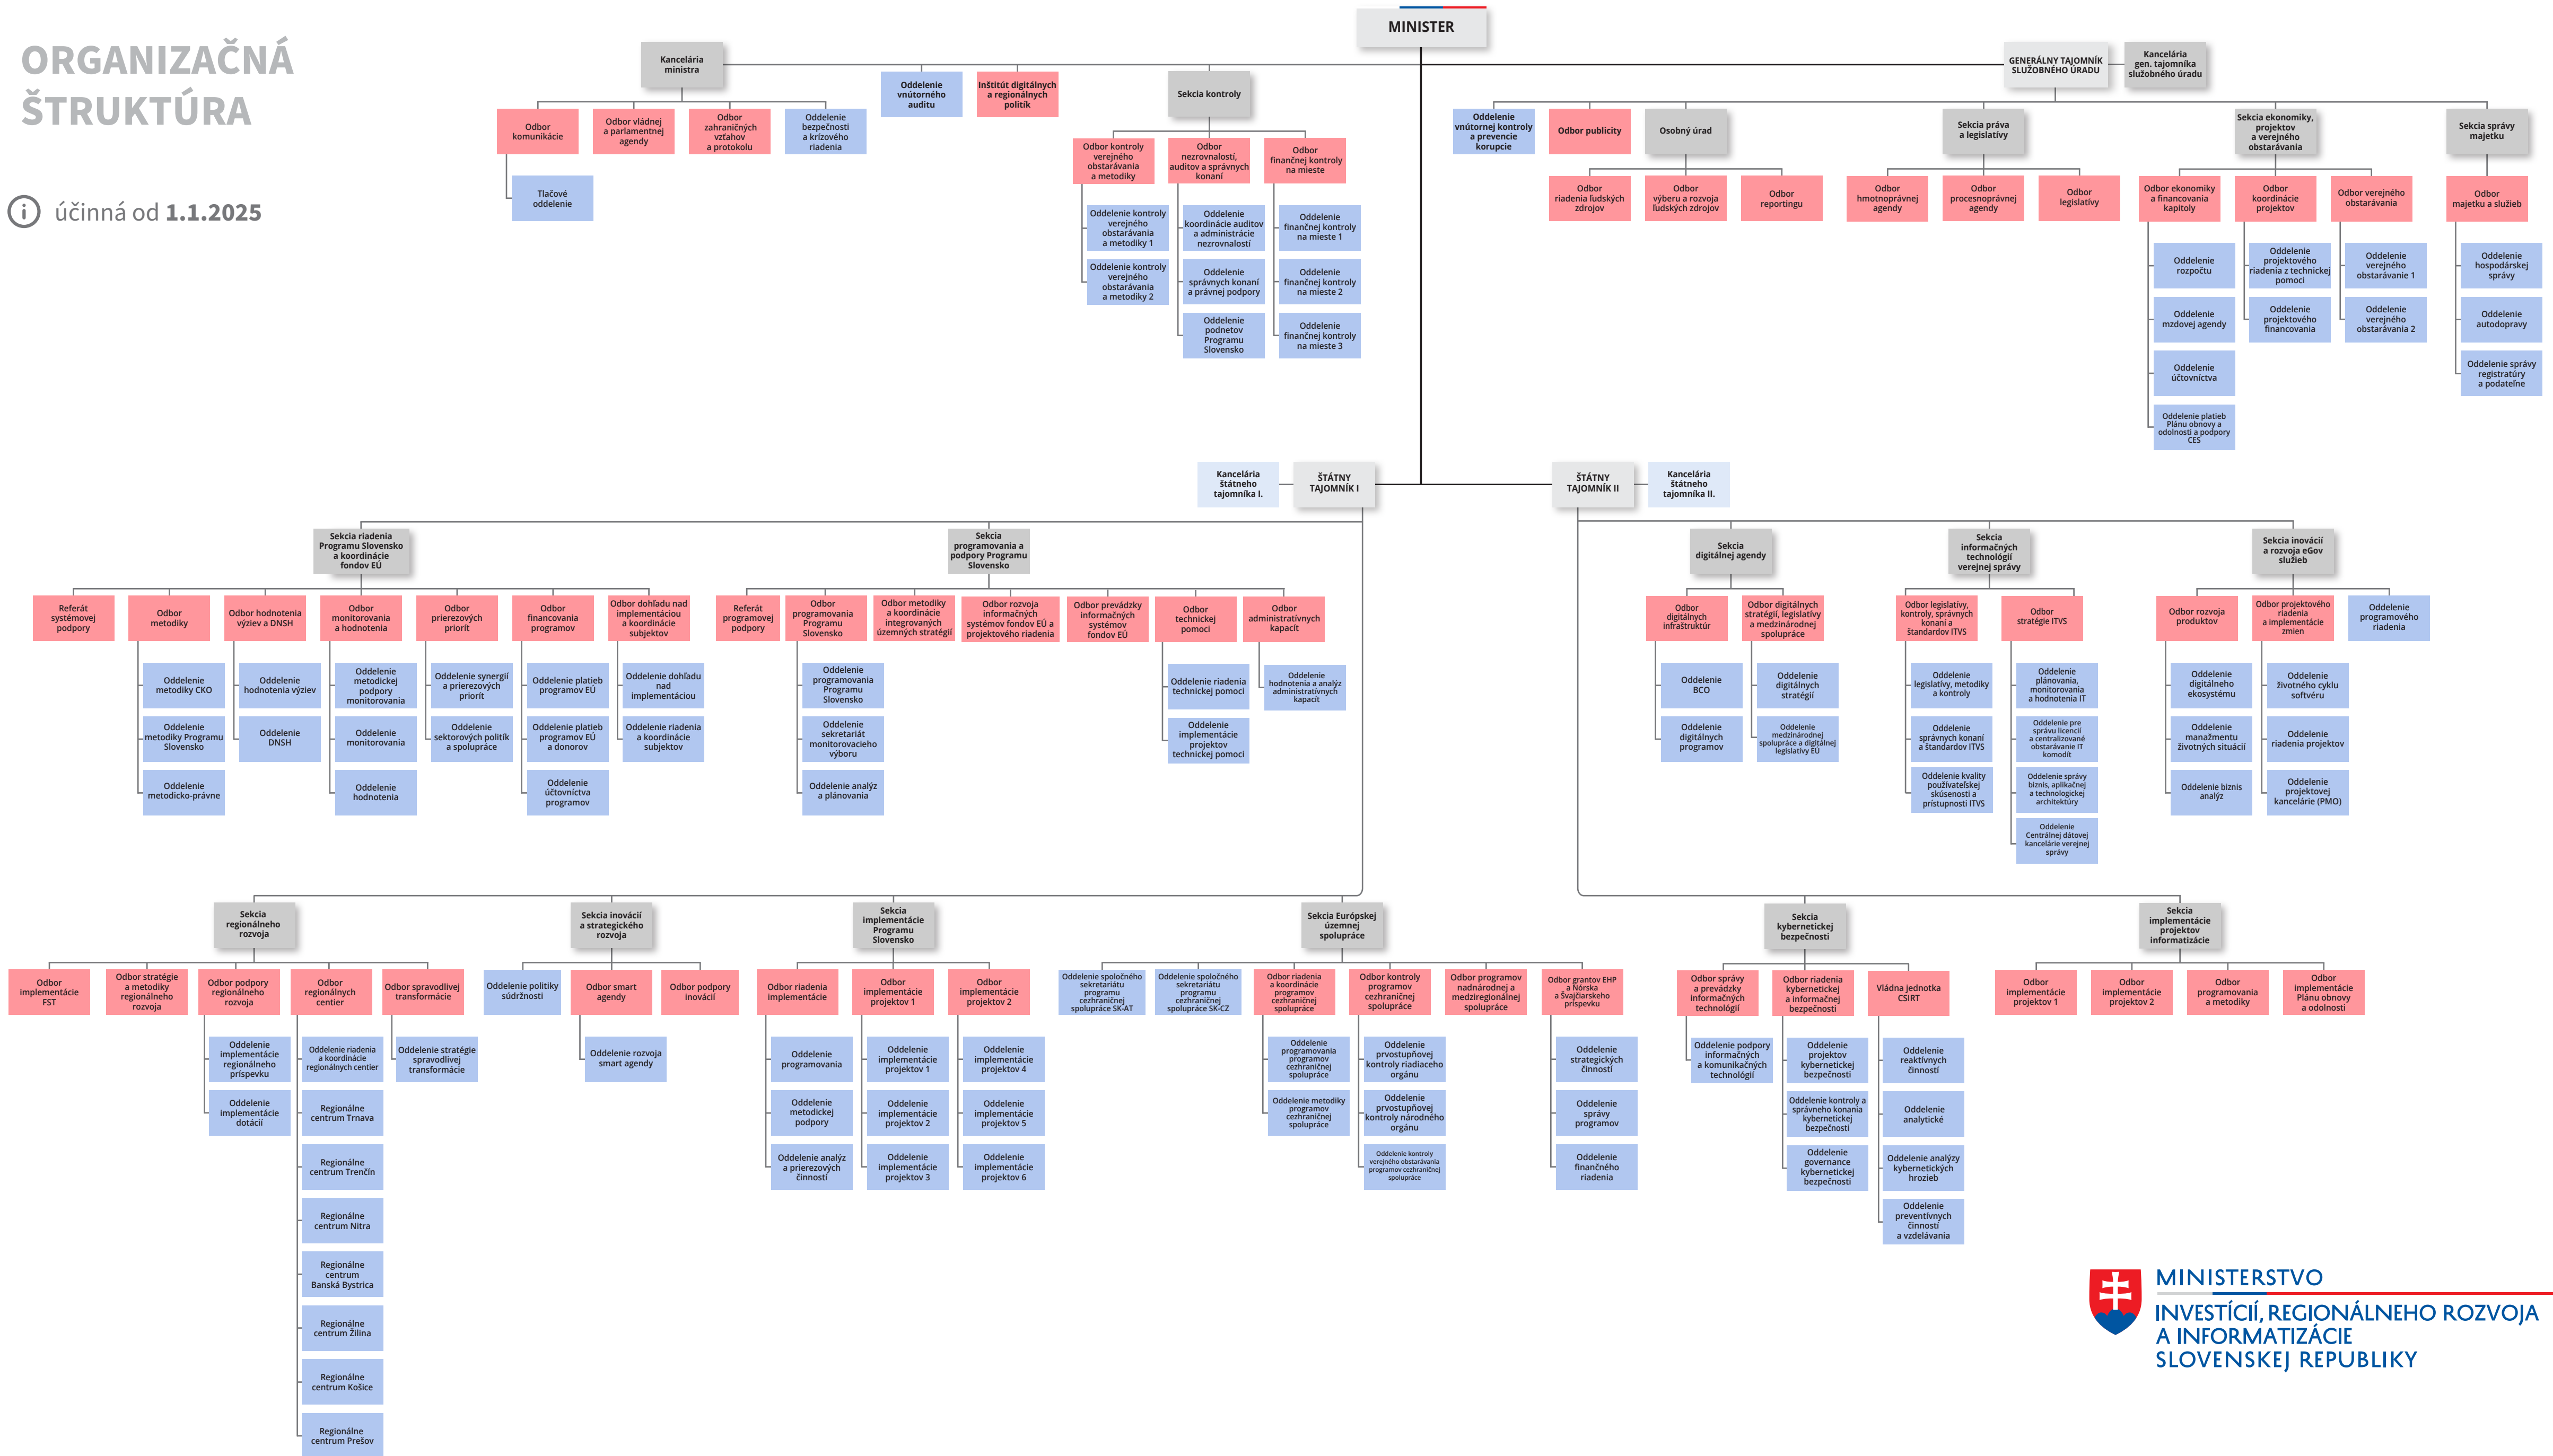 ORGANIZAČNÁ
ŠTRUKTÚRA
účinná od 1.1.2025
MINISTER
Kancelária
ministra
Odbor
komunikácie
Tlačové
oddelenie
Odbor vládnej
a parlamentnej
agendy
Odbor
zahraničných
vzťahov
a protokolu
Oddelenie
bezpečnosti
a krízového
riadenia
Oddelenie
vnútorného
auditu
Inštitút digitálnych
a regionálnych
politík
Sekcia kontroly
Odbor kontroly
verejného
obstarávania
a metodiky
Oddelenie kontroly
verejného
obstarávania
a metodiky 1
Oddelenie kontroly
verejného
obstarávania
a metodiky 2
Odbor
nezrovnalostí,
auditov a správnych
konaní
Oddelenie
koordinácie auditov
a administrácie
nezrovnalostí
Oddelenie
správnych konaní
a právnej podpory
Oddelenie
podnetov
Programu
Slovensko
Odbor
finančnej kontroly
na mieste
Oddelenie
finančnej kontroly
na mieste 1
Oddelenie
finančnej kontroly
na mieste 2
Oddelenie
finančnej kontroly
na mieste 3
GENERÁLNY TAJOMNÍK
SLUŽOBNÉHO ÚRADU
Kancelária
gen. tajomníka
služobného úradu
Oddelenie
vnútornej kontroly
a prevencie
korupcie
Odbor publicity
Osobný úrad
Odbor
riadenia ľudských
zdrojov
Odbor
výberu a rozvoja
ľudských zdrojov
Odbor
reportingu
Sekcia práva
a legislatívy
Odbor
hmotnoprávnej
agendy
Odbor
procesnoprávnej
agendy
Odbor
legislatívy
Sekcia ekonomiky,
projektov
a verejného
obstarávania
Odbor ekonomiky
a financovania
kapitoly
Oddelenie
rozpočtu
Oddelenie
mzdovej agendy
Oddelenie
účtovníctva
Oddelenie platieb
Plánu obnovy a
odolnosti a podpory
CES
Odbor
koordinácie
projektov
Oddelenie
projektového
riadenia z technickej
pomoci
Oddelenie
projektového
financovania
Odbor verejného
obstarávania
Oddelenie
verejného
obstarávanie 1
Oddelenie
verejného
obstarávania 2
Sekcia správy
majetku
Odbor
majetku a služieb
Oddelenie
hospodárskej
správy
Oddelenie
autodopravy
Oddelenie správy
registratúry
a podateľne
Kancelária
štátneho
tajomníka I.
ŠTÁTNY
TAJOMNÍK I
ŠTÁTNY
TAJOMNÍK II
Kancelária
štátneho
tajomníka II.
Sekcia riadenia
Programu Slovensko
a koordinácie
fondov EÚ
Referát
systémovej
podpory
Odbor
metodiky
Oddelenie
metodiky CKO
Oddelenie
metodiky Programu
Slovensko
Oddelenie
metodicko-právne
Odbor hodnotenia
výziev a DNSH
Oddelenie
hodnotenia výziev
Oddelenie
DNSH
Odbor
monitorovania
a hodnotenia
Oddelenie
metodickej
podpory
monitorovania
Oddelenie
monitorovania
Oddelenie
hodnotenia
Odbor
prierezových
priorít
Oddelenie synergií
a prierezových
priorít
Oddelenie
sektorových politík
a spolupráce
Odbor
financovania
programov
Oddelenie platieb
programov EÚ
Oddelenie platieb
programov EÚ
a donorov
Oddelenie
účtovníctva
programov
Odbor dohľadu nad
implementáciou
a koordinácie
subjektov
Oddelenie dohľadu
nad
implementáciou
Oddelenie riadenia
a koordinácie
subjektov
Sekcia
programovania a
podpory Programu
Slovensko
Referát
programovej
podpory
Odbor
programovania
Programu
Slovensko
Oddelenie
programovania
Programu
Slovensko
Oddelenie
sekretariát
monitorovacieho
výboru
Oddelenie analýz
a plánovania
Odbor metodiky
a koordinácie
integrovaných
územných stratégií
Odbor rozvoja
informačných
systémov fondov EÚ a
projektového riadenia
Odbor prevádzky
informačných
systémov
fondov EÚ
Odbor
technickej
pomoci
Oddelenie riadenia
technickej pomoci
Oddelenie
implementácie
projektov
technickej pomoci
Odbor
administratívnych
kapacít
Oddelenie
hodnotenia a analýz
administratívnych
kapacít
Sekcia
digitálnej agendy
Odbor
digitálnych
infraštruktúr
Oddelenie
BCO
Oddelenie
digitálnych
programov
Odbor digitálnych
stratégií, legislatívy
a medzinárodnej
spolupráce
Oddelenie
digitálnych
stratégií
Oddelenie
medzinárodnej
spolupráce a digitálnej
legislatívy EÚ
Sekcia
informačných
technológií
verejnej správy
Odbor legislatívy,
kontroly, správnych
konaní a
štandardov ITVS
Oddelenie
legislatívy, metodiky
a kontroly
Oddelenie
správnych konaní
a štandardov ITVS
Oddelenie kvality
používateľskej
skúsenosti a
prístupnosti ITVS
Odbor
stratégie ITVS
Oddelenie
plánovania,
monitorovania
a hodnotenia IT
Oddelenie pre
správu licencií
a centralizované
obstarávanie IT
komodít
Oddelenie správy
biznis, aplikačnej
a technologickej
architektúry
Oddelenie
Centrálnej dátovej
kancelárie verejnej
správy
Sekcia inovácií
a rozvoja eGov
služieb
Odbor rozvoja
produktov
Oddelenie
digitálneho
ekosystému
Oddelenie
manažmentu
životných situácií
Oddelenie biznis
analýz
Odbor projektového
riadenia
a implementácie
zmien
Oddelenie
životného cyklu
softvéru
Oddelenie
riadenia projektov
Oddelenie
projektovej
kancelárie (PMO)
Oddelenie
programového
riadenia
Sekcia
regionálneho
rozvoja
Odbor
implementácie
FST
Odbor stratégie
a metodiky
regionálneho
rozvoja
Odbor podpory
regionálneho
rozvoja
Oddelenie
implementácie
regionálneho
príspevku
Oddelenie
implementácie
dotácií
Odbor
regionálnych
centier
Oddelenie riadenia
a koordinácie
regionálnych centier
Regionálne
centrum Trnava
Regionálne
centrum Trenčín
Regionálne
centrum Nitra
Regionálne
centrum
Banská Bystrica
Regionálne
centrum Žilina
Regionálne
centrum Košice
Regionálne
centrum Prešov
Odbor spravodlivej
transformácie
Oddelenie stratégie
spravodlivej
transformácie
Sekcia inovácií
a strategického
rozvoja
Oddelenie politiky
súdržnosti
Odbor smart
agendy
Oddelenie rozvoja
smart agendy
Odbor podpory
inovácií
Sekcia
implementácie
Programu
Slovensko
Odbor riadenia
implementácie
Oddelenie
programovania
Oddelenie
metodickej
podpory
Oddelenie analýz
a prierezových
činností
Odbor
implementácie
projektov 1
Oddelenie
implementácie
projektov 1
Oddelenie
implementácie
projektov 2
Oddelenie
implementácie
projektov 3
Odbor
implementácie
projektov 2
Oddelenie
implementácie
projektov 4
Oddelenie
implementácie
projektov 5
Oddelenie
implementácie
projektov 6
Sekcia Európskej
územnej
spolupráce
Oddelenie spoločného
sekretariátu
programu
cezhraničnej
spolupráce SK-AT
Oddelenie spoločného
sekretariátu
programu
cezhraničnej
spolupráce SK-CZ
Odbor riadenia
a koordinácie
programov
cezhraničnej
spolupráce
Oddelenie
programovania
programov
cezhraničnej
spolupráce
Oddelenie metodiky
programov
cezhraničnej
spolupráce
Odbor kontroly
programov
cezhraničnej
spolupráce
Oddelenie
prvostupňovej
kontroly riadiaceho
orgánu
Oddelenie
prvostupňovej
kontroly národného
orgánu
Oddelenie kontroly
verejného obstarávania
programov cezhraničnej
spolupráce
Odbor programov
nadnárodnej a
medziregionálnej
spolupráce
Odbor grantov EHP
a Nórska
a Švajčiarskeho
príspevku
Oddelenie
strategických
činností
Oddelenie
správy
programov
Oddelenie
finančného
riadenia
Sekcia
kybernetickej
bezpečnosti
Odbor správy
a prevádzky
informačných
technológií
Oddelenie podpory
informačných
a komunikačných
technológií
Odbor riadenia
kybernetickej
a informačnej
bezpečnosti
Oddelenie
projektov
kybernetickej
bezpečnosti
Oddelenie kontroly a
správneho konania
kybernetickej
bezpečnosti
Oddelenie
governance
kybernetickej
bezpečnosti
Vládna jednotka
CSIRT
Oddelenie
reaktívnych
činností
Oddelenie
analytické
Oddelenie analýzy
kybernetických
hrozieb
Oddelenie
preventívnych
činností
a vzdelávania
Sekcia
implementácie
projektov
informatizácie
Odbor
implementácie
projektov 1
Odbor
implementácie
projektov 2
Odbor
programovania
a metodiky
Odbor
implementácie
Plánu obnovy
a odolnosti
MINISTERSTVO
INVESTÍCIÍ, REGIONÁLNEHO ROZVOJA
A INFORMATIZÁCIE
SLOVENSKEJ REPUBLIKY